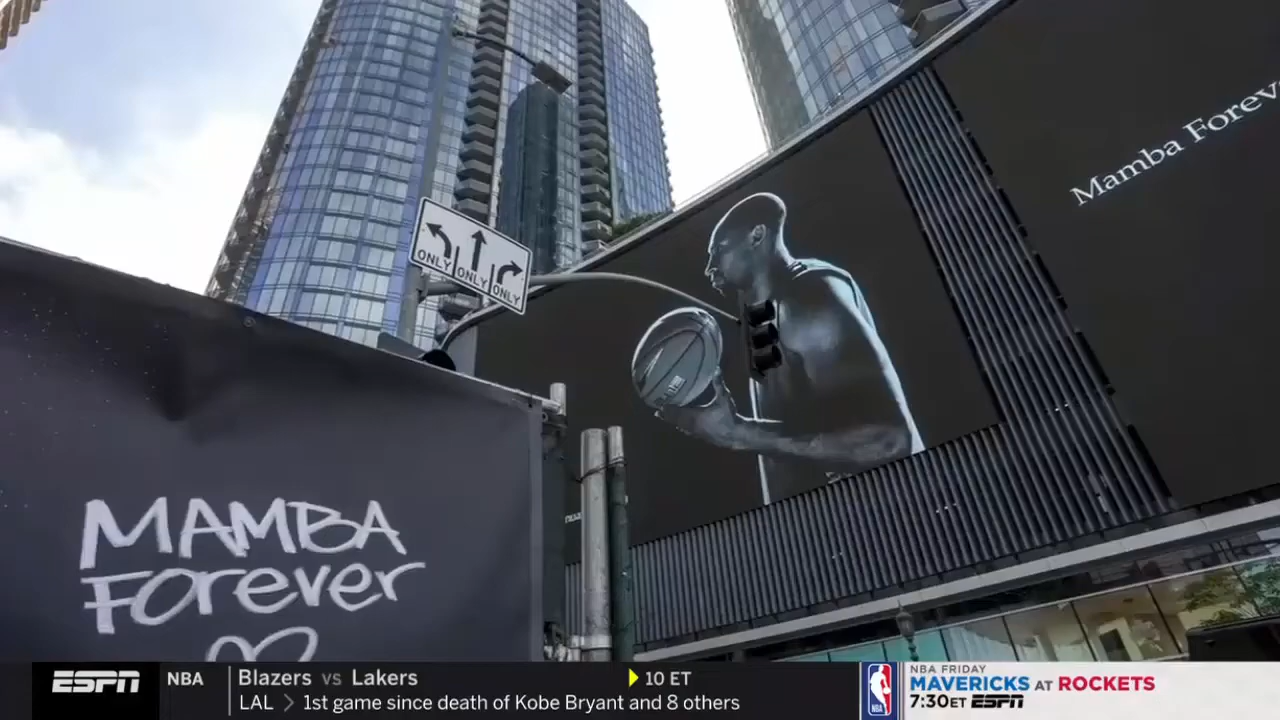 Mamba Forev
ONLY ONLY ONLY
MAMBA
Forever
ESPN
NBA
Blazers vs Lakers
10 ET
LAL > 1st game since death of Kobe Bryant and 8 others
NBA
NBA FRIDAY
MAVERICKS AT ROCKETS
7:30ET ESPN